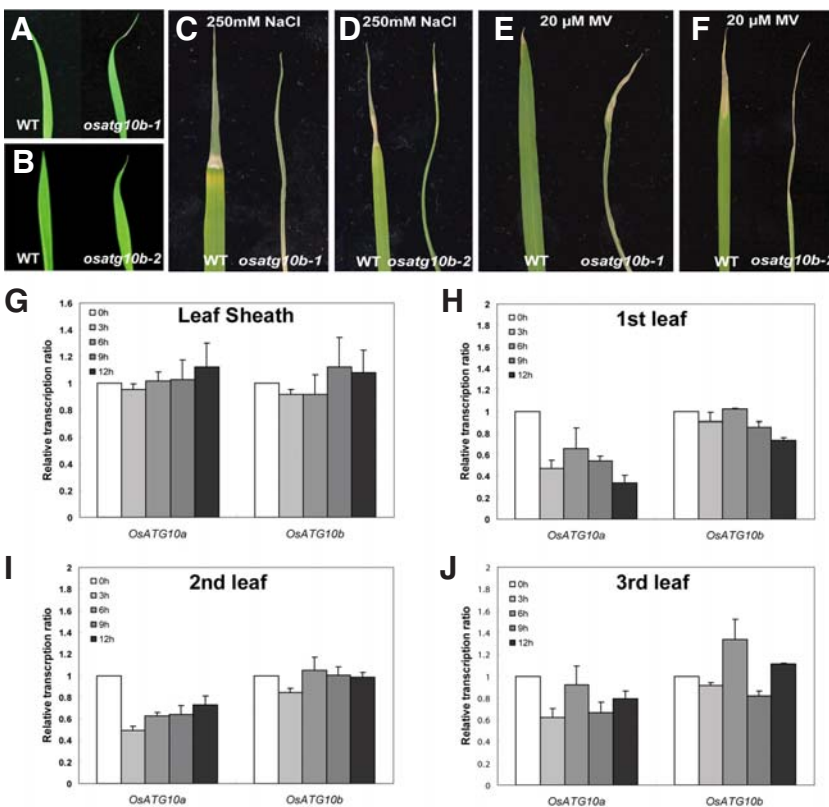 A
WT
osatg10b-1
B
WT
osatg10b-2
C
250mM NaCl
WT
osatg10b-1
D
250mM NaCl
WT
osatg10b-2
E
20 µM MV
WT
osatg10b-1
F
20 µM MV
WT
osatg10b-2
G
Leaf Sheath
Relative transcription ratio
1.6
1.4
1.2
1
0.8
0.6
0.4
0.2
0
0h
3h
6h
9h
12h
OsATG10a
OsATG10b
H
1st leaf
Relative transcription ratio
2
1.8
1.6
1.4
1.2
1
0.8
0.6
0.4
0.2
0
0h
3h
6h
9h
12h
OsATG10a
OsATG10b
I
2nd leaf
Relative transcrption ratio
2
1.8
1.6
1.4
1.2
1
0.8
0.6
0.4
0.2
0
0h
3h
6h
9h
12h
OsATG10a
OsATG10b
J
3rd leaf
Relative transcription ratio
2
1.8
1.6
1.4
1.2
1
0.8
0.6
0.4
0.2
0
0h
3h
6h
9h
12h
OsATG10a
OsATG10b